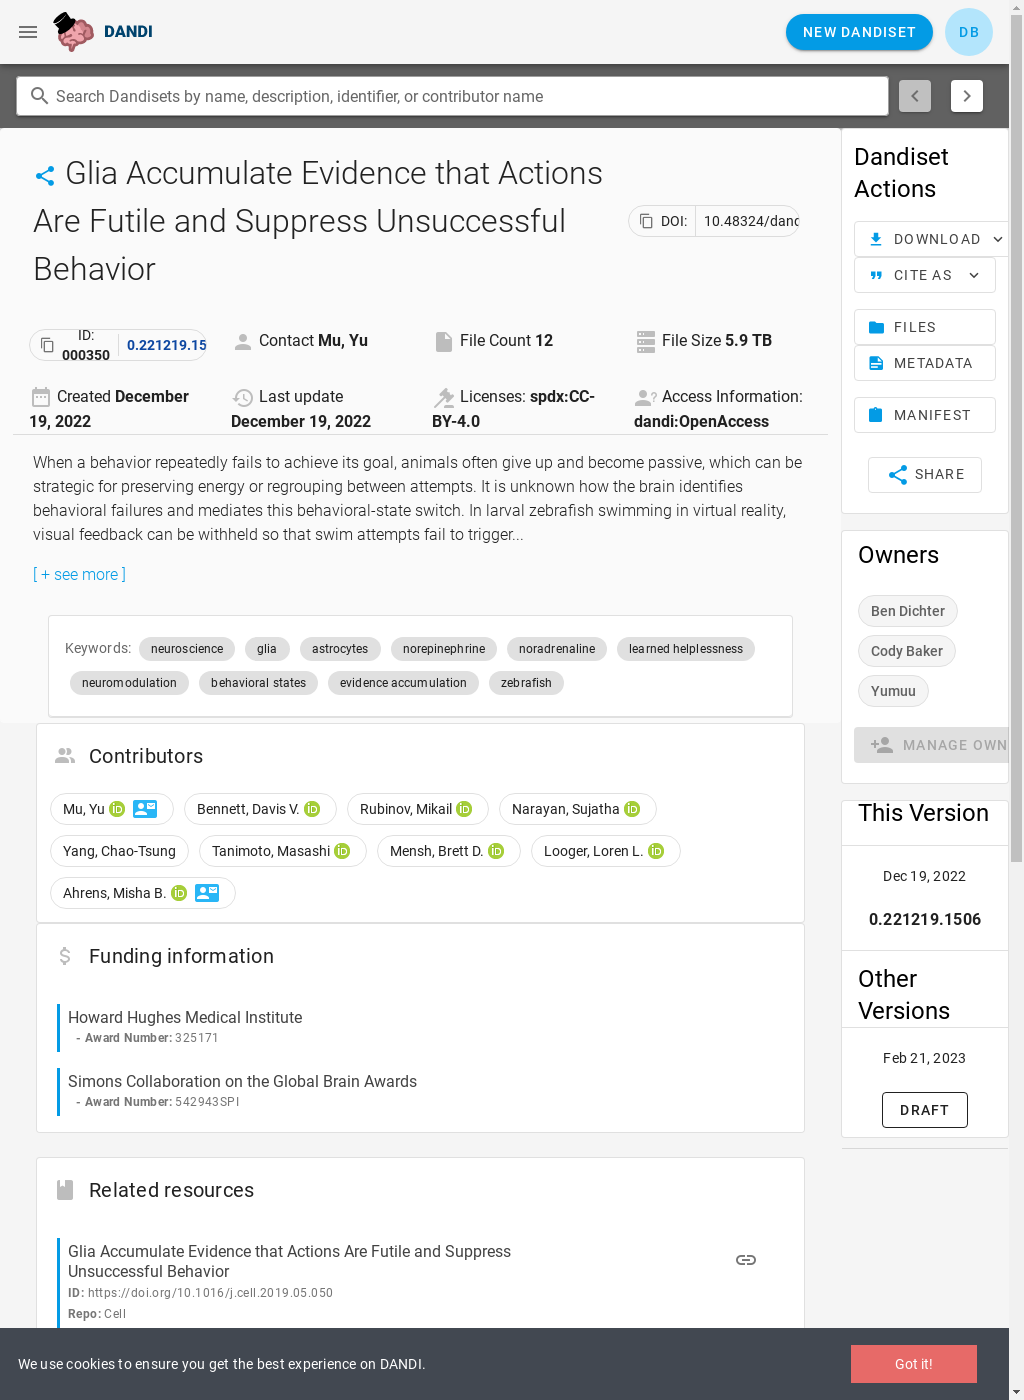 DANDI
NEW DANDISET
DB
Search Dandisets by name, description, identifier, or contributor name
Glia Accumulate Evidence that Actions
Are Futile and Suppress Unsuccessful
Behavior
DOI: 10.48324/dand
ID:
000350
0.221219.15
Contact Mu, Yu
File Count 12
File Size 5.9 TB
Created December
19, 2022
Last update
December 19, 2022
Licenses: spdx:CC-
BY-4.0
Access Information:
dandi:OpenAccess
When a behavior repeatedly fails to achieve its goal, animals often give up and become passive, which can be
strategic for preserving energy or regrouping between attempts. It is unknown how the brain identifies
behavioral failures and mediates this behavioral-state switch. In larval zebrafish swimming in virtual reality,
visual feedback can be withheld so that swim attempts fail to trigger...
[ + see more ]
Keywords: neuroscience glia astrocytes norepinephrine noradrenaline learned helplessness
neuromodulation behavioral states evidence accumulation zebrafish
Contributors
Mu, Yu Bennett, Davis V. Rubinov, Mikail Narayan, Sujatha
Yang, Chao-Tsung Tanimoto, Masashi Mensh, Brett D. Looger, Loren L.
Ahrens, Misha B.
Funding information
Howard Hughes Medical Institute
- Award Number: 325171
Simons Collaboration on the Global Brain Awards
- Award Number: 542943SPI
Related resources
Glia Accumulate Evidence that Actions Are Futile and Suppress
Unsuccessful Behavior
ID: https://doi.org/10.1016/j.cell.2019.05.050
Repo: Cell
Dandiset
Actions
DOWNLOAD
CITE AS
FILES
METADATA
MANIFEST
SHARE
Owners
Ben Dichter
Cody Baker
Yumuu
MANAGE OWN
This Version
Dec 19, 2022
0.221219.1506
Other
Versions
Feb 21, 2023
DRAFT
We use cookies to ensure you get the best experience on DANDI.
Got it!